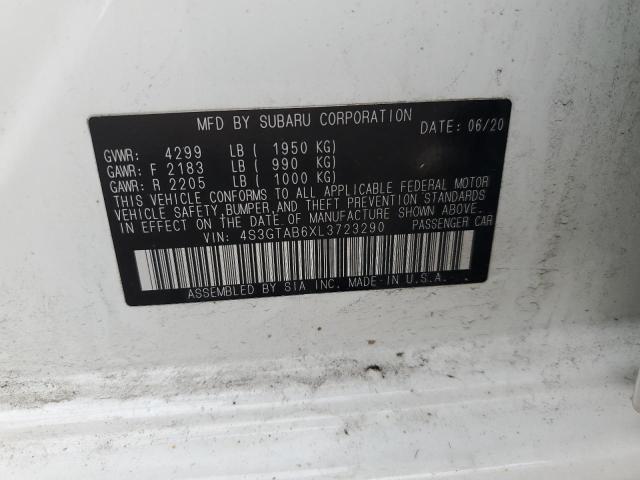 MFD BY SUBARU CORPORATION DATE: 06/20
GVWR: 4299 LB ( 1950 KG)
GAWR: F 2183 LB ( 990 KG)
GAWR: R 2205 LB ( 1000 KG)
THIS VEHICLE CONFORMS TO ALL APPLICABLE FEDERAL MOTOR
VEHICLE SAFETY, BUMPER, AND THEFT PREVENTION STANDARDS
IN EFFECT ON THE DATE OF MANUFACTURE SHOWN ABOVE.
VIN: 4S3GTAB6XL3723290 PASSENGER CAR
ASSEMBLED BY SIA INC. MADE IN U.S.A.